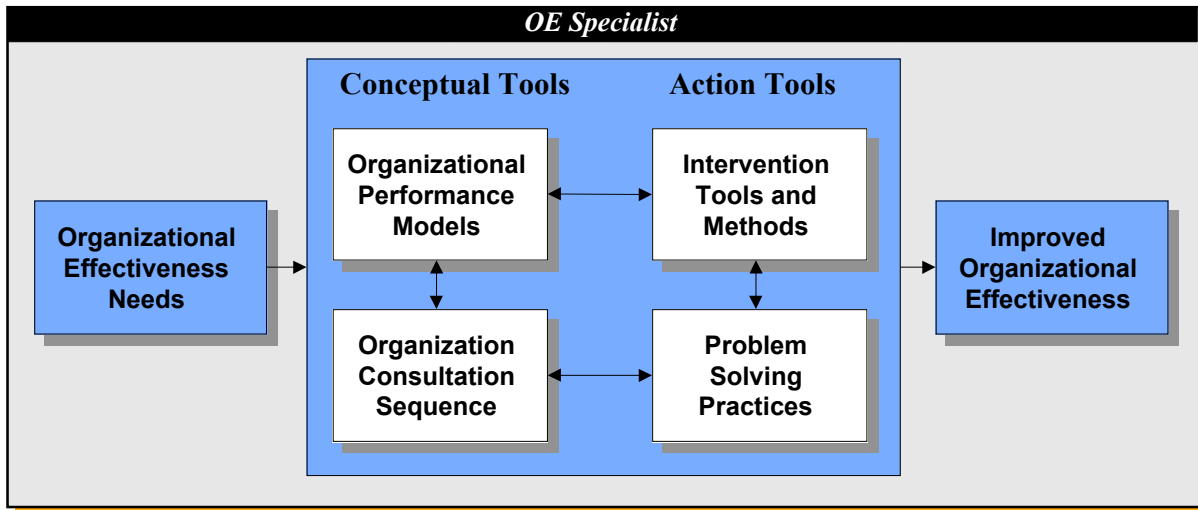 OE Specialist
Conceptual Tools
Action Tools
Organizational
Performance
Models
Intervention
Tools and
Methods
Organizational
Effectiveness
Needs
Improved
Organizational
Effectiveness
Organization
Consultation
Sequence
Problem
Solving
Practices